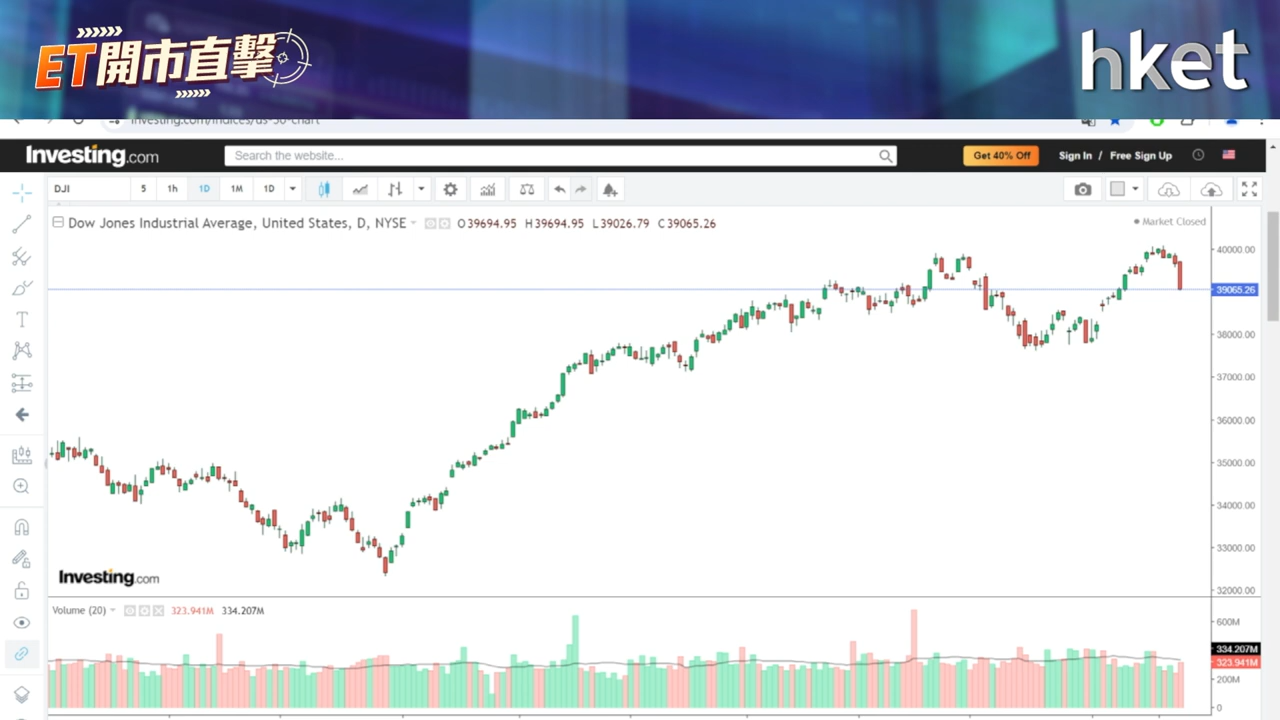 ET開市直擊
hket
investing.com/indices/us-30-chart
Investing.com
Search the website...
Get 40% Off
Sign In / Free Sign Up
DJI
5
1h
1D
1M
1D
Dow Jones Industrial Average, United States, D, NYSE
O39694.95 H39694.95 L39026.79 C39065.26
Market Closed
40000.00
39065.26
38000.00
37000.00
36000.00
35000.00
34000.00
33000.00
32000.00
Investing.com
Volume (20)
323.941M
334.207M
600M
334.207M
323.941M
200M
0